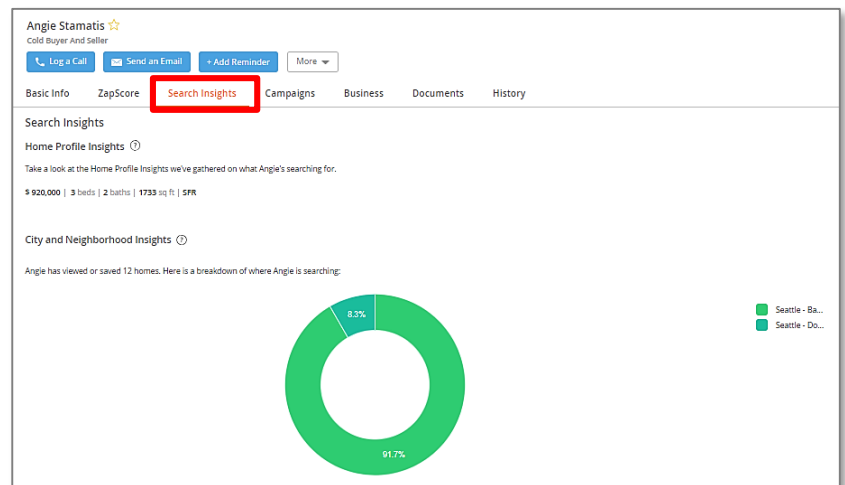 Angie Stamatis
Cold Buyer And Seller
Log a Call Send an Email + Add Reminder More
Basic Info ZapScore Search Insights Campaigns Business Documents History
Search Insights
Home Profile Insights ?
Take a look at the Home Profile Insights we've gathered on what Angie's searching for.
$ 920,000 | 3 beds | 2 baths | 1733 sq ft | SFR
City and Neighborhood Insights ?
Angie has viewed or saved 12 homes. Here is a breakdown of where Angie is searching:
8.3%
Seattle - Ba...
Seattle - Do...
91.7%